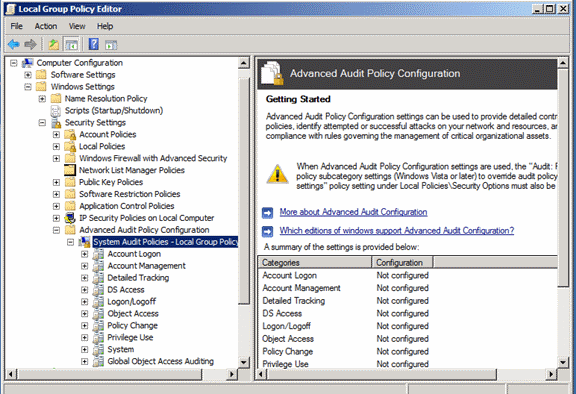 Local Group Policy Editor
File Action View Help
Computer Configuration
Software Settings
Windows Settings
Name Resolution Policy
Scripts (Startup/Shutdown)
Security Settings
Account Policies
Local Policies
Windows Firewall with Advanced Security
Network List Manager Policies
Public Key Policies
Software Restriction Policies
Application Control Policies
IP Security Policies on Local Computer
Advanced Audit Policy Configuration
System Audit Policies - Local Group Policy
Account Logon
Account Management
Detailed Tracking
DS Access
Logon/Logoff
Object Access
Policy Change
Privilege Use
System
Global Object Access Auditing
Advanced Audit Policy Configuration
Getting Started
Advanced Audit Policy Configuration settings can be used to provide detailed contr
policies, identify attempted or successful attacks on your network and resources, an
compliance with rules governing the management of critical organizational assets.
When Advanced Audit Policy Configuration settings are used, the "Audit: F
policy subcategory settings (Windows Vista or later) to override audit policy
settings" policy setting under Local Policies\Security Options must also be
More about Advanced Audit Configuration
Which editions of windows support Advanced Audit Configuration?
A summary of the settings is provided below:
Categories Configuration
Account Logon Not configured
Account Management Not configured
Detailed Tracking Not configured
DS Access Not configured
Logon/Logoff Not configured
Object Access Not configured
Policy Change Not configured
Privilege Use Not configured